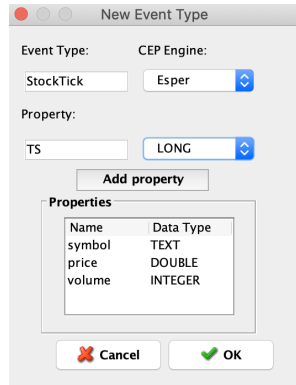 New Event Type
Event Type: CEP Engine:
StockTick Esper
Property:
TS LONG
Add property
Properties
Name Data Type
symbol TEXT
price DOUBLE
volume INTEGER
Cancel OK